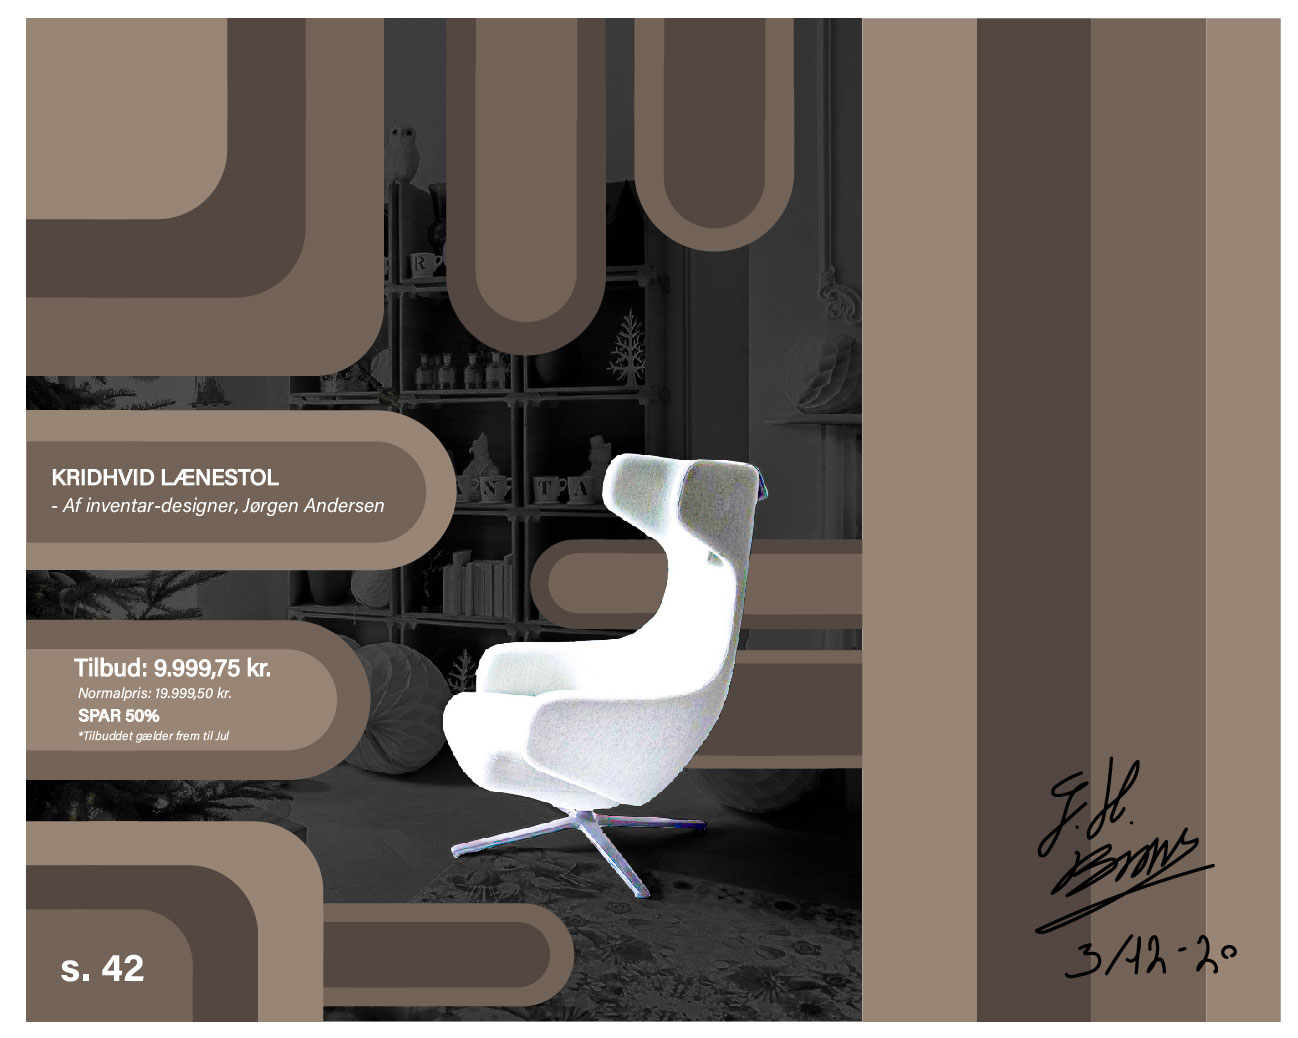 R
A N T A
KRIDHVID LÆNESTOL
- Af inventar-designer, Jørgen Andersen
Tilbud: 9.999,75 kr.
Normalpris: 19.999,50 kr.
SPAR 50%
*Tilbuddet gælder frem til Jul
s. 42
3/12-20